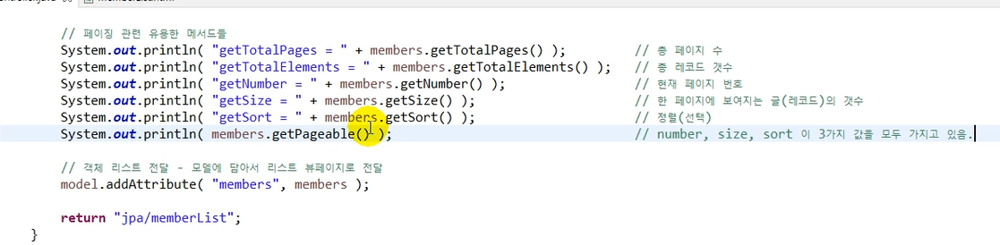 // 페이징 관련 유용한 메서드들
System.out.println( "getTotalPages = " + members.getTotalPages() ); // 총 페이지 수
System.out.println( "getTotalElements = " + members.getTotalElements() ); // 총 레코드 갯수
System.out.println( "getNumber = " + members.getNumber() ); // 현재 페이지 번호
System.out.println( "getSize = " + members.getSize() ); // 한 페이지에 보여지는 글(레코드)의 갯수
System.out.println( "getSort = " + members.getSort() ); // 정렬(선택)
System.out.println( members.getPageable() ); // number, size, sort 이 3가지 값을 모두 가지고 있음.
// 객체 리스트 전달 - 모델에 담아서 리스트 뷰페이지로 전달
model.addAttribute( "members", members );
return "jpa/memberList";
}